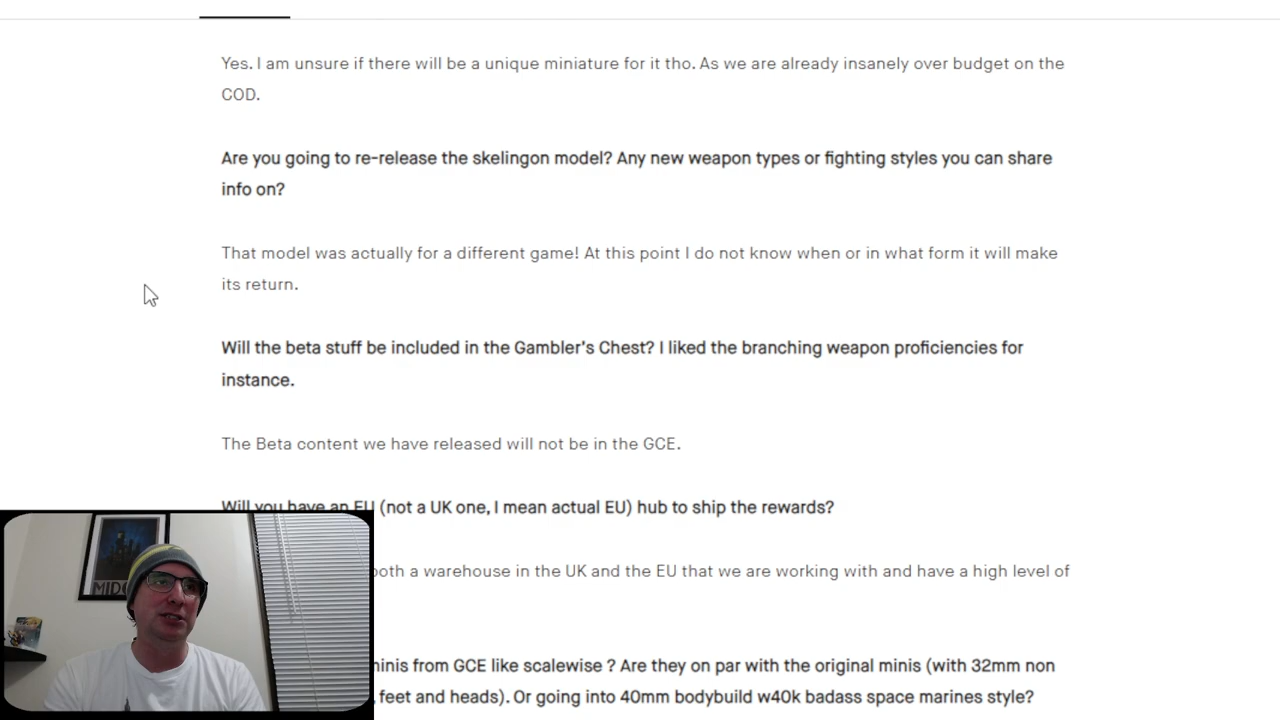 Yes. I am unsure if there will be a unique miniature for it tho. As we are already insanely over budget on the
COD.
Are you going to re-release the skelingon model? Any new weapon types or fighting styles you can share
info on?
That model was actually for a different game! At this point I do not know when or in what form it will make
its return.
Will the beta stuff be included in the Gambler's Chest? I liked the branching weapon proficiencies for
instance.
The Beta content we have released will not be in the GCE.
Will you have an EU (not a UK one, I mean actual EU) hub to ship the rewards?
both a warehouse in the UK and the EU that we are working with and have a high level of
minis from GCE like scalewise ? Are they on par with the original minis (with 32mm non
feet and heads). Or going into 40mm bodybuild w40k badass space marines style?